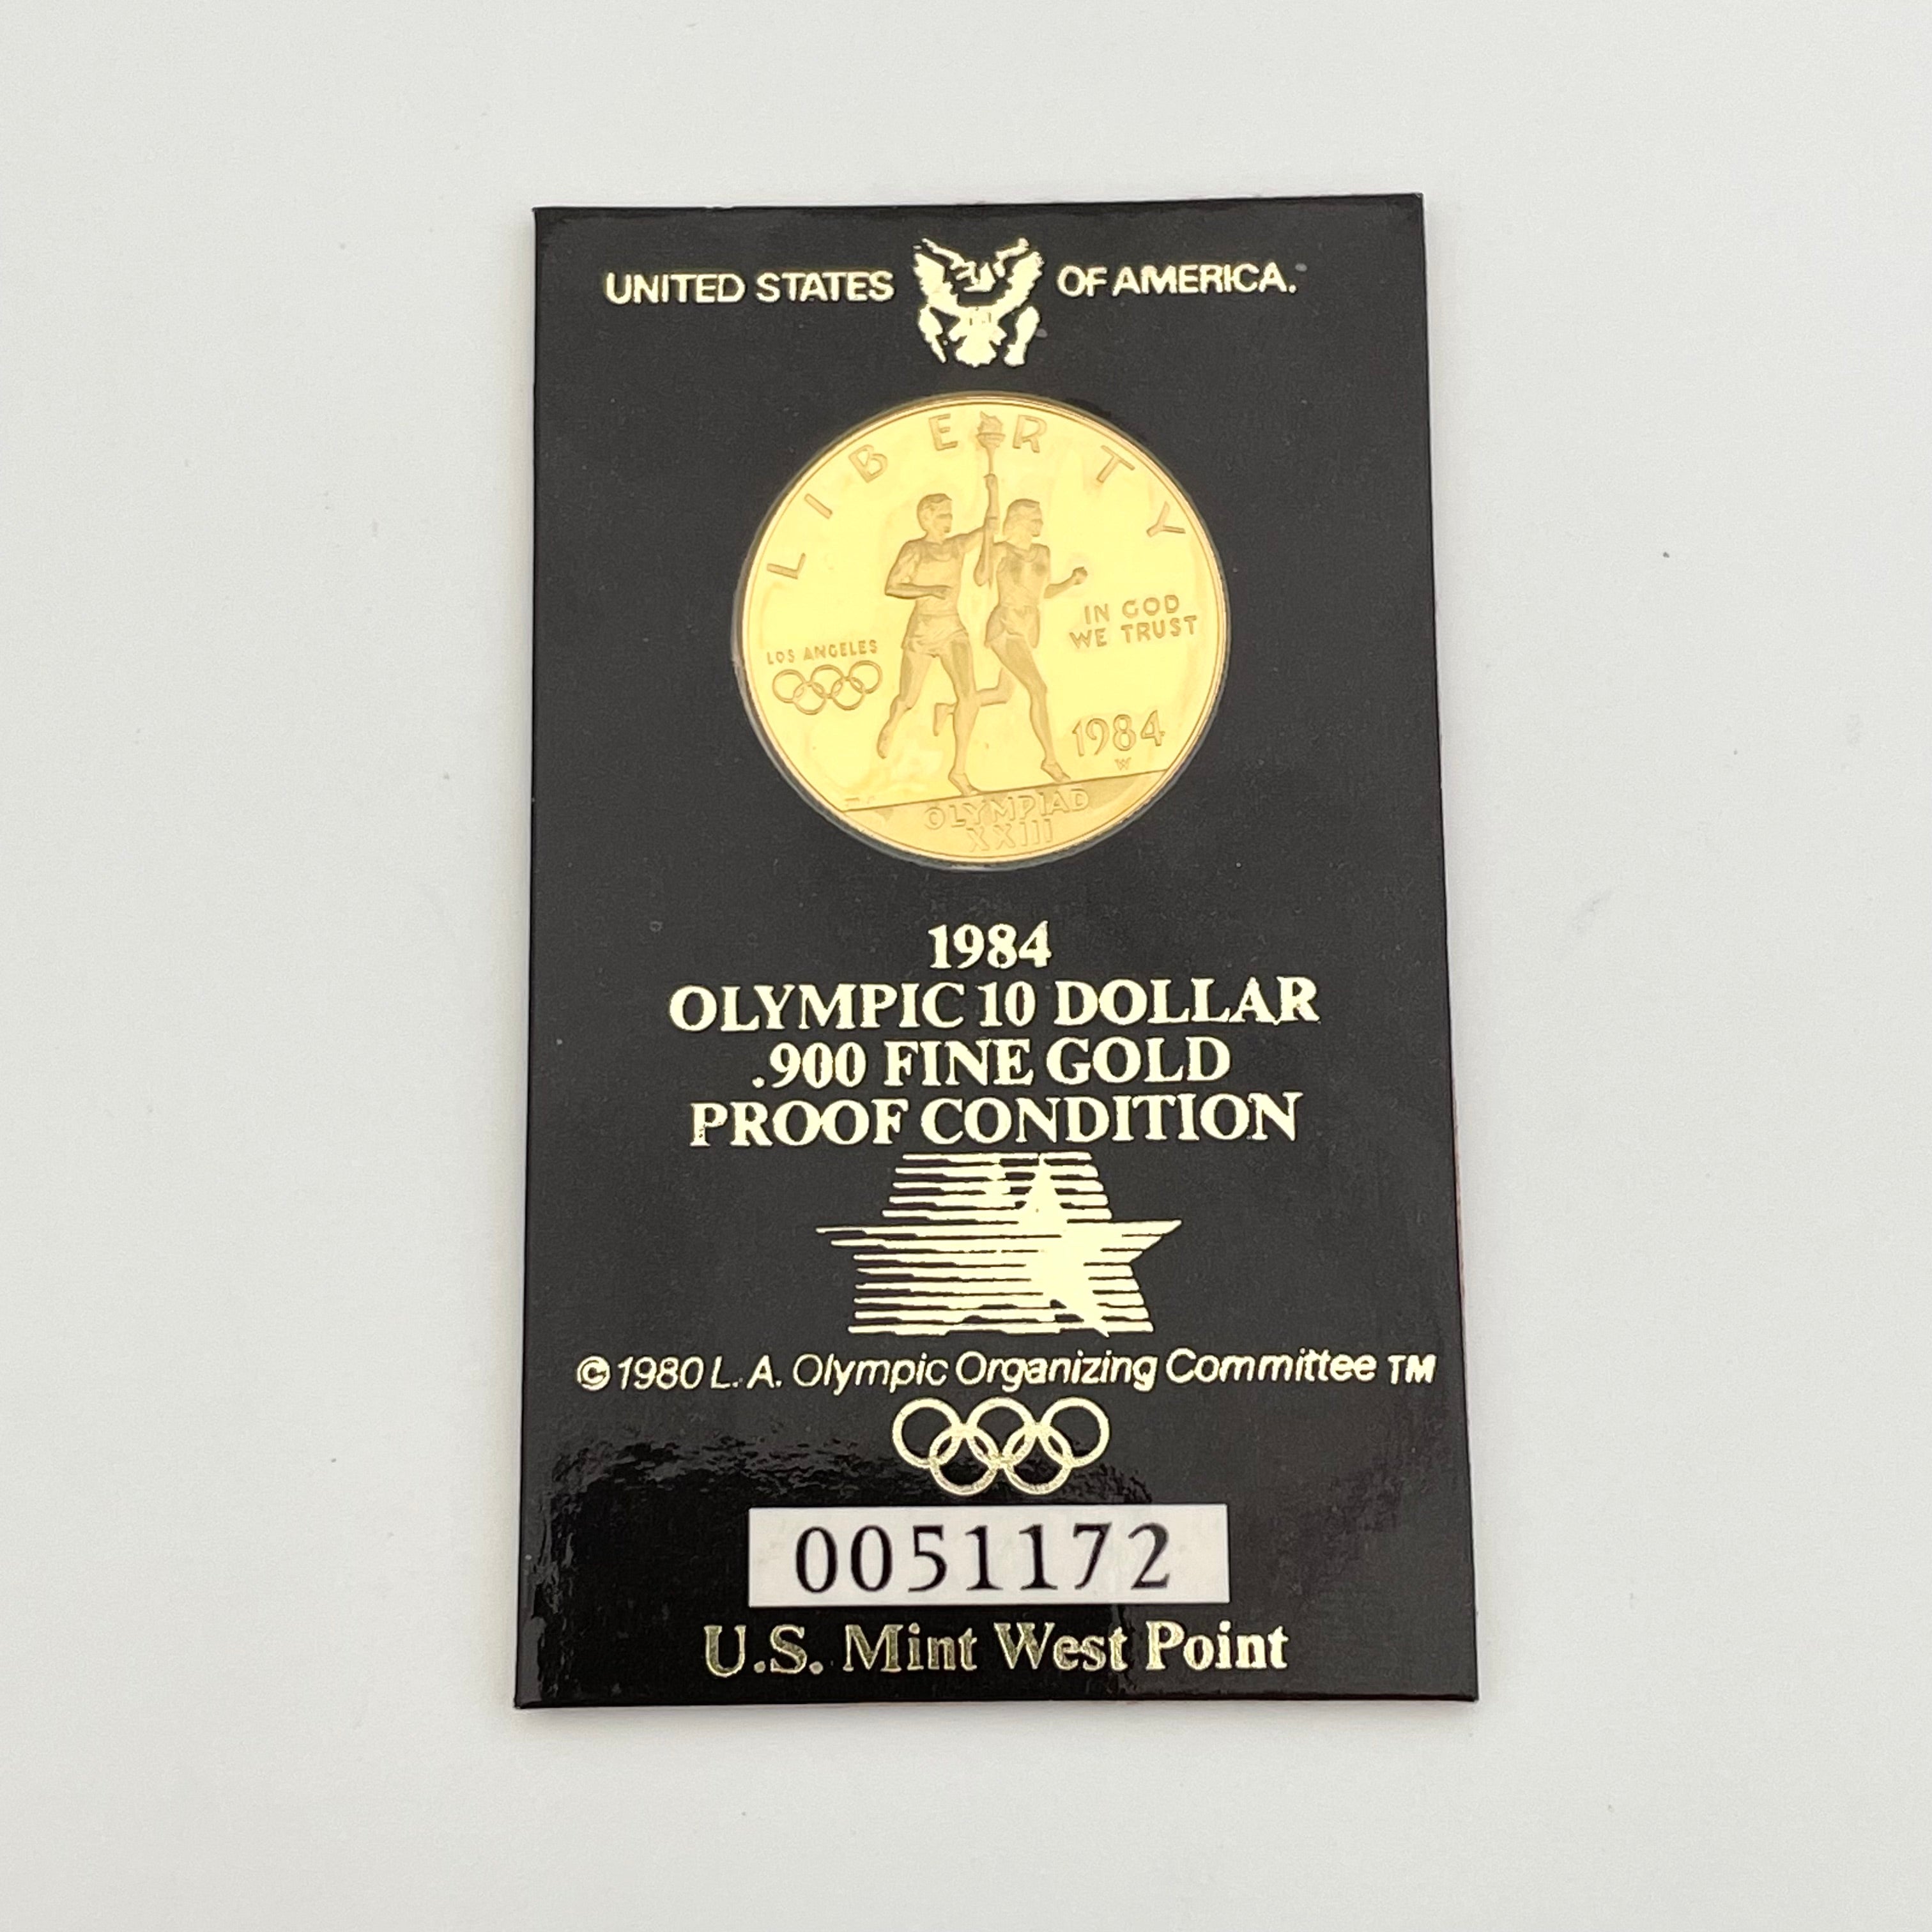 UNITED STATES OF AMERICA.
LIBERTY
IN GOD
WE TRUST
LOS ANGELES
1984
W
OLYMPIAD
XXIII
1984
OLYMPIC 10 DOLLAR
.900 FINE GOLD
PROOF CONDITION
© 1980 L. A. Olympic Organizing Committee TM
0051172
U.S. Mint West Point